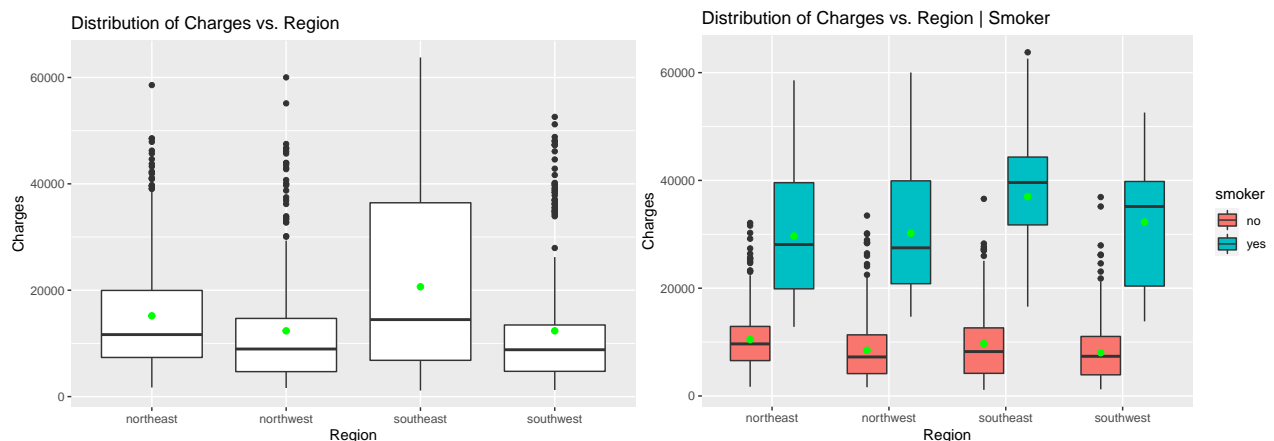 Distribution of Charges vs. Region
60000
40000
20000
0
Charges
northeast northwest southeast southwest
Region
Distribution of Charges vs. Region | Smoker
60000
40000
20000
0
Charges
northeast northwest southeast southwest
Region
smoker
no
yes